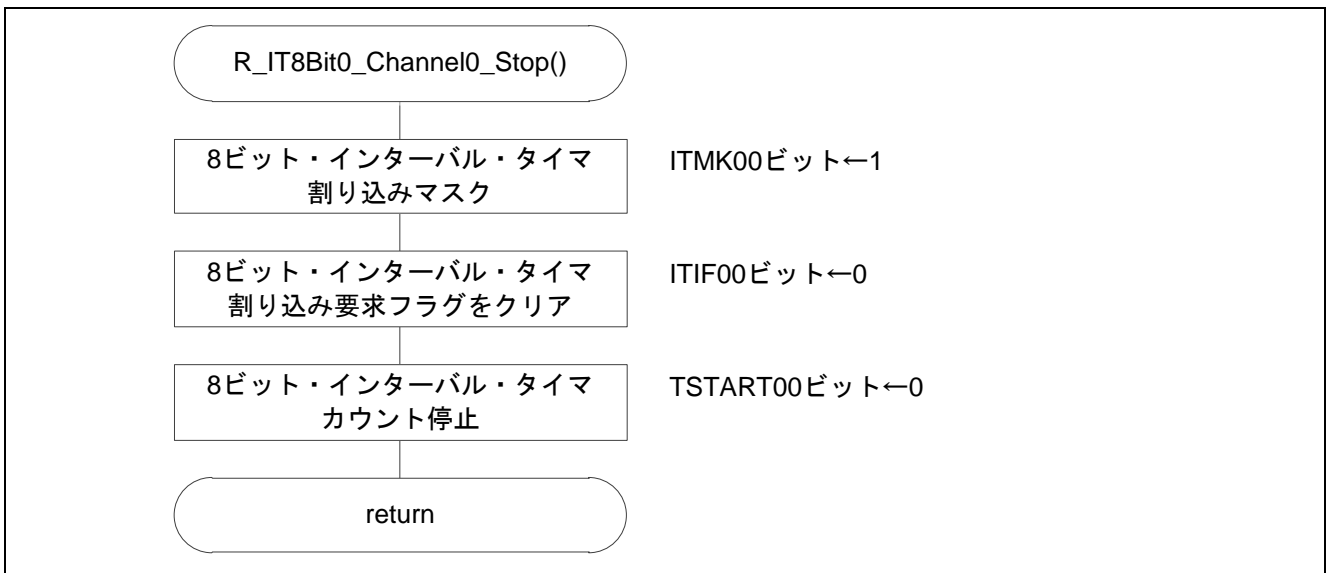 R_IT8Bit0_Channel0_Stop()
8ビット・インターバル・タイマ
割り込みマスク
ITMK00ビット←1
8ビット・インターバル・タイマ
割り込み要求フラグをクリア
ITIF00ビット←0
8ビット・インターバル・タイマ
カウント停止
TSTART00ビット←0
return